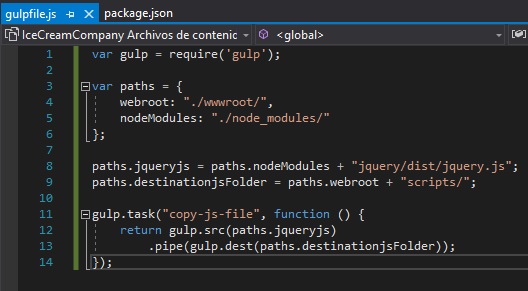 gulpfile.js package.json
IceCreamCompany Archivos de contenic <global>
1 var gulp = require('gulp');
2
3 var paths = {
4 webroot: "./wwwroot/",
5 nodeModules: "./node_modules/"
6 };
7
8 paths.jqueryjs = paths.nodeModules + "jquery/dist/jquery.js";
9 paths.destinationjsFolder = paths.webroot + "scripts/";
10
11 gulp.task("copy-js-file", function () {
12 return gulp.src(paths.jqueryjs)
13 .pipe(gulp.dest(paths.destinationjsFolder));
14 });